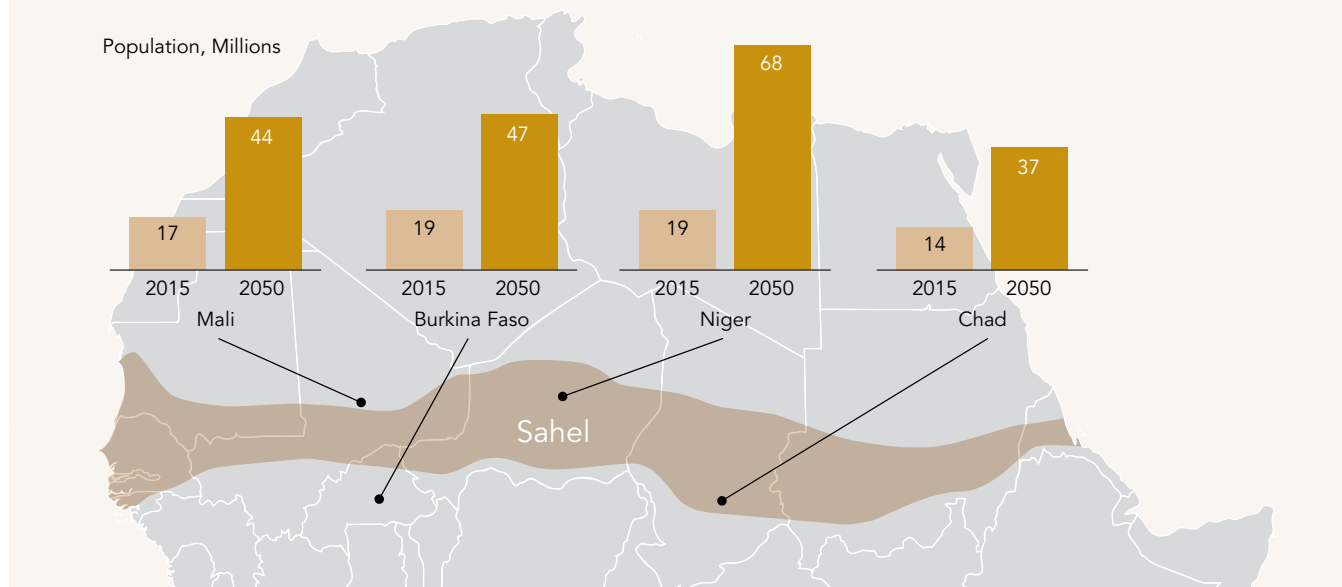 Population, Millions
44
47
68
37
17
19
19
14
2015 2050
2015 2050
2015 2050
2015 2050
Mali
Burkina Faso
Niger
Chad
Sahel